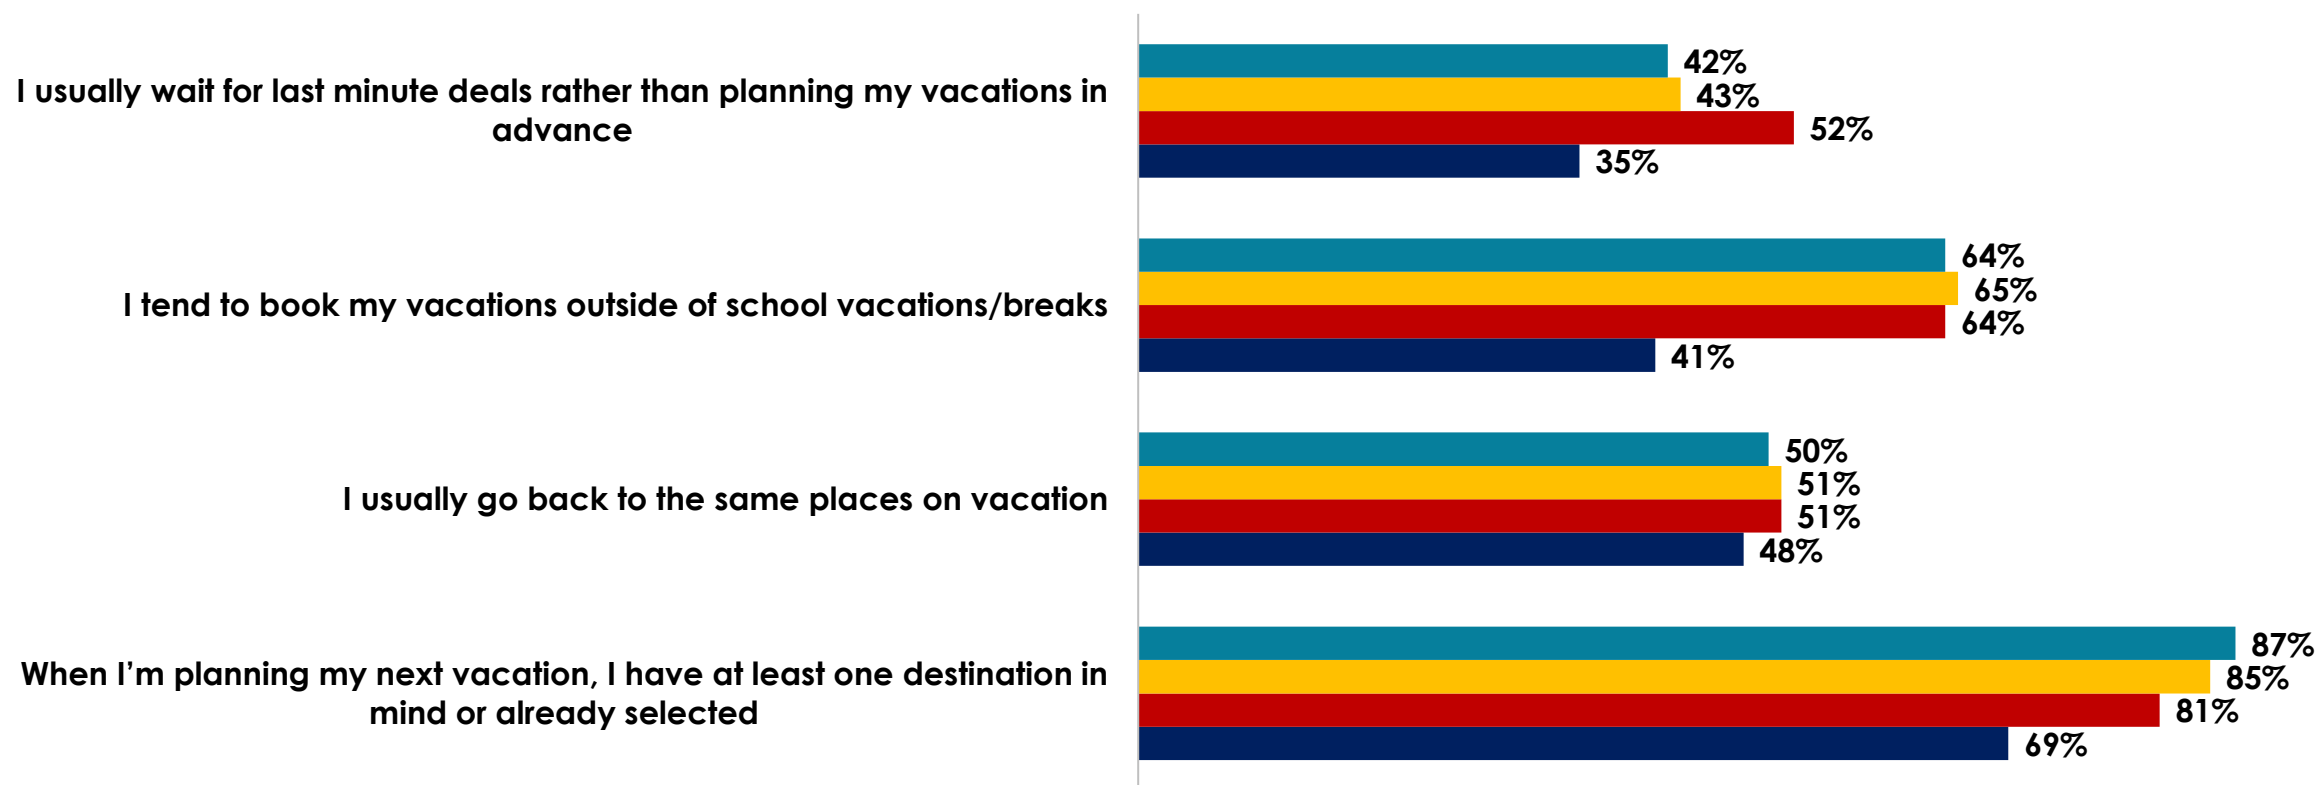 I usually wait for last minute deals rather than planning my vacations in
advance
42%
43%
52%
35%
I tend to book my vacations outside of school vacations/breaks
64%
65%
64%
41%
I usually go back to the same places on vacation
50%
51%
51%
48%
When I’m planning my next vacation, I have at least one destination in
mind or already selected
87%
85%
81%
69%